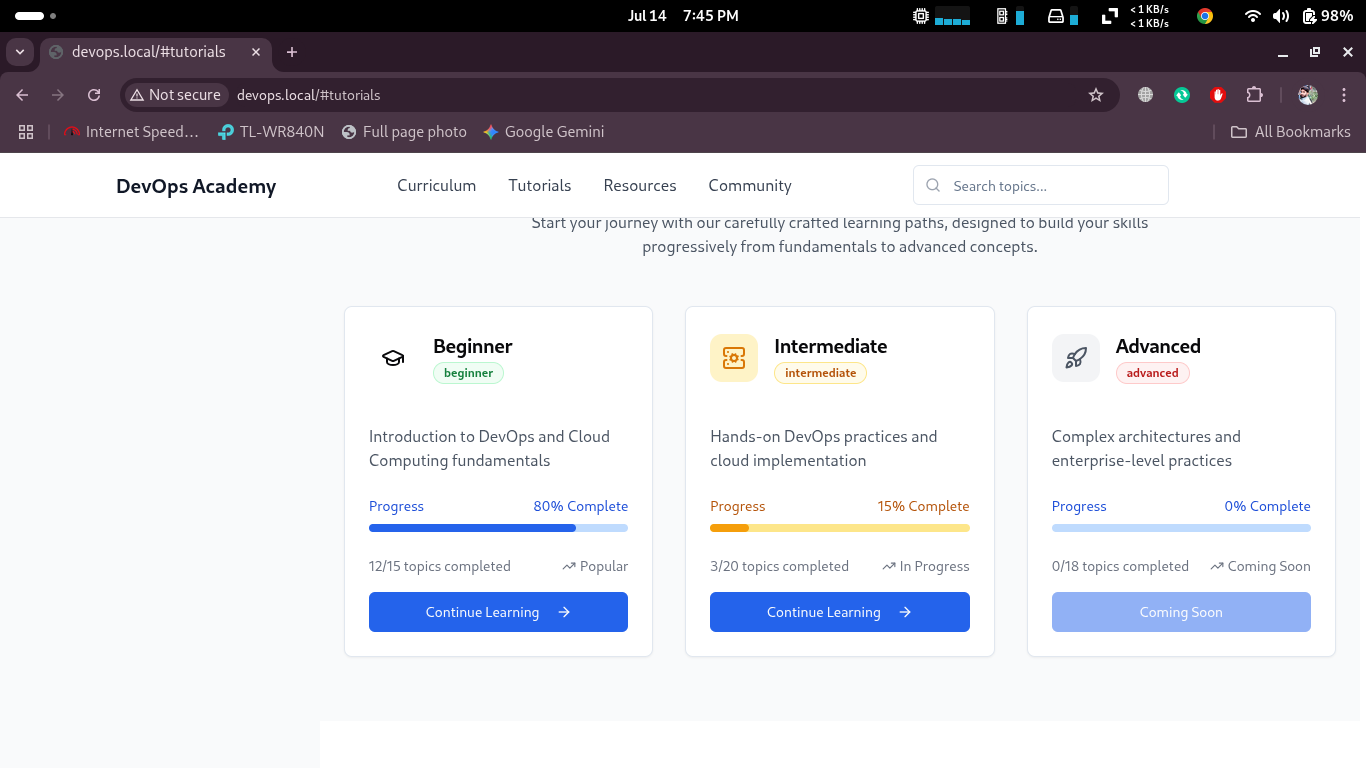 Jul 14 7:45 PM
< 1 KB/s
< 1 KB/s
98%
devops.local/#tutorials
Not secure devops.local/#tutorials
Internet Speed… TL-WR840N Full page photo Google Gemini All Bookmarks
DevOps Academy Curriculum Tutorials Resources Community Search topics...
Start your journey with our carefully crafted learning paths, designed to build your skills
progressively from fundamentals to advanced concepts.
Beginner
beginner
Introduction to DevOps and Cloud
Computing fundamentals
Progress 80% Complete
12/15 topics completed Popular
Continue Learning
Intermediate
intermediate
Hands-on DevOps practices and
cloud implementation
Progress 15% Complete
3/20 topics completed In Progress
Continue Learning
Advanced
advanced
Complex architectures and
enterprise-level practices
Progress 0% Complete
0/18 topics completed Coming Soon
Coming Soon